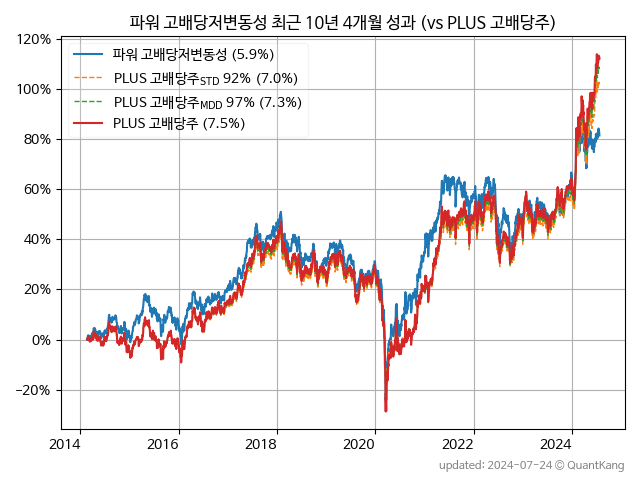 파워 고배당저변동성 최근 10년 4개월 성과 (vs PLUS 고배당주)
120%
100%
80%
60%
40%
20%
0%
−20%
파워 고배당저변동성 (5.9%)
PLUS 고배당주STD 92% (7.0%)
PLUS 고배당주MDD 97% (7.3%)
PLUS 고배당주 (7.5%)
2014 2016 2018 2020 2022 2024
updated: 2024-07-24 © QuantKang